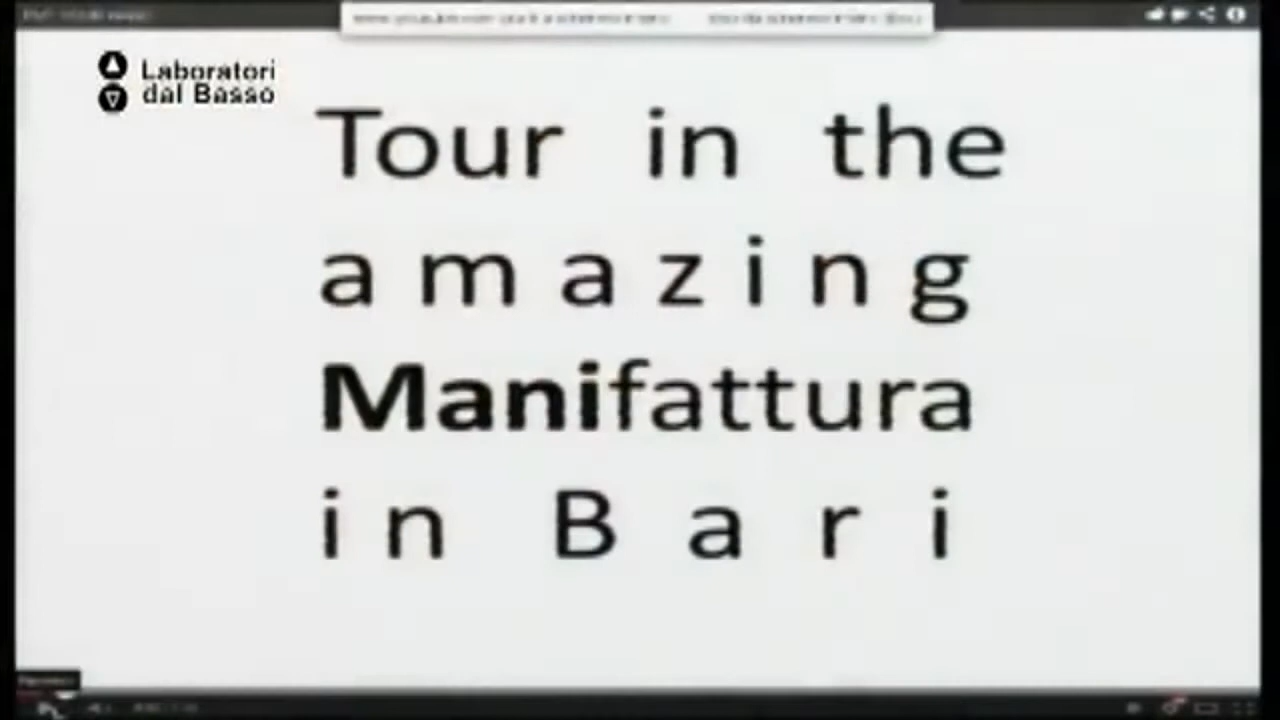 Laboratori
dal Basso
Tour in the
amazing
Manifattura
in Bari